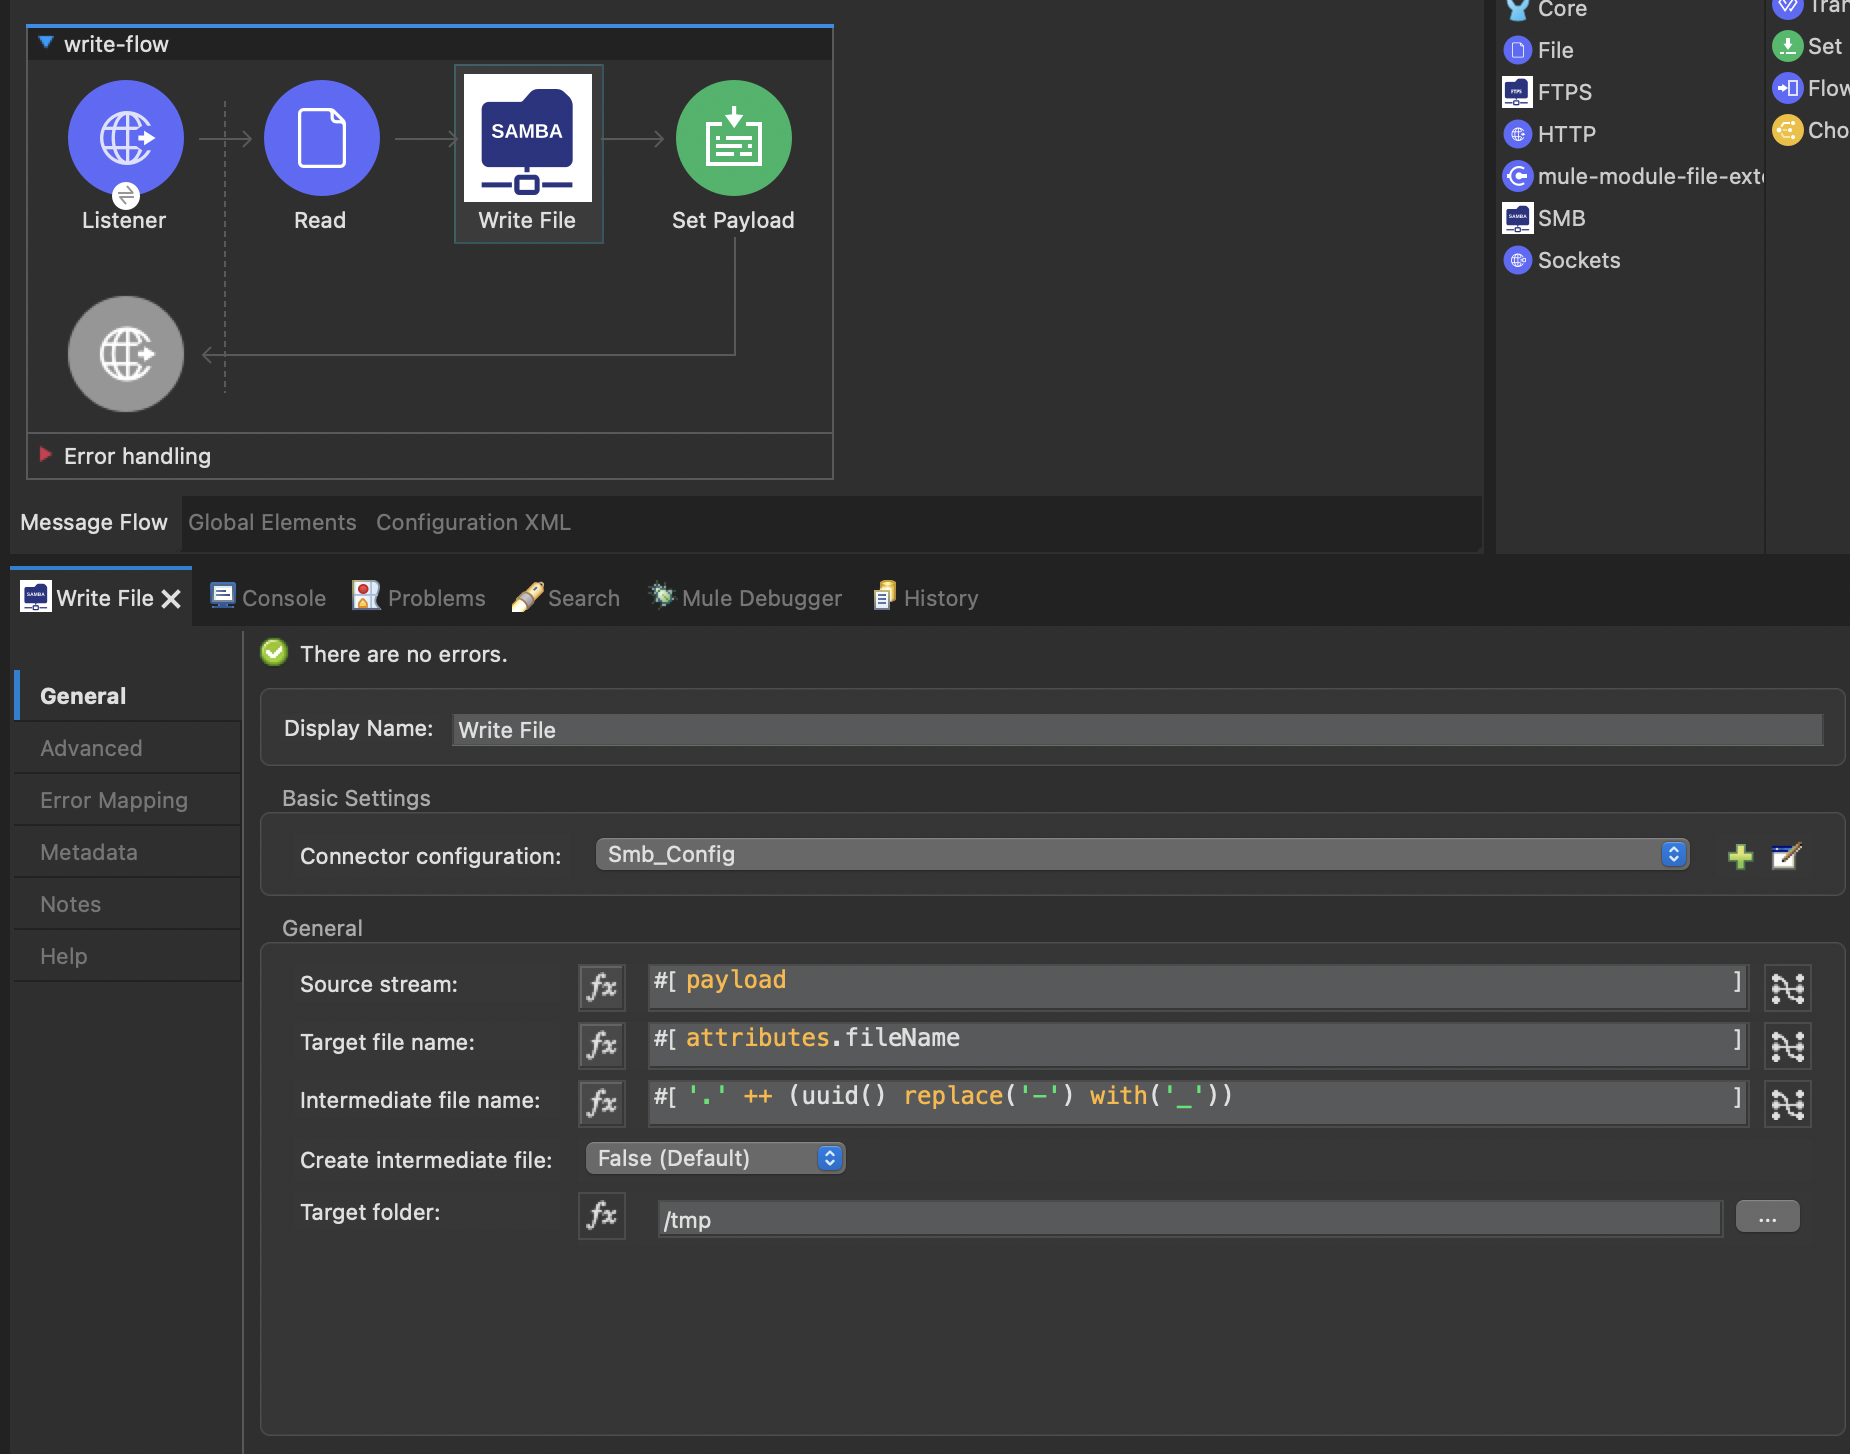 write-flow
Listener
Read
SAMBA
Write File
Set Payload
Error handling
Message Flow
Global Elements
Configuration XML
Core
File
FTPS
HTTP
mule-module-file-ext
SMB
Sockets
Set
Flow
Write File
Console
Problems
Search
Mule Debugger
History
General
Advanced
Error Mapping
Metadata
Notes
Help
There are no errors.
Display Name: Write File
Basic Settings
Connector configuration: Smb_Config
General
Source stream: fx #[ payload ]
Target file name: fx #[ attributes.fileName ]
Intermediate file name: fx #[ '.' ++ (uuid() replace('-') with('_')) ]
Create intermediate file: False (Default)
Target folder: fx /tmp ...